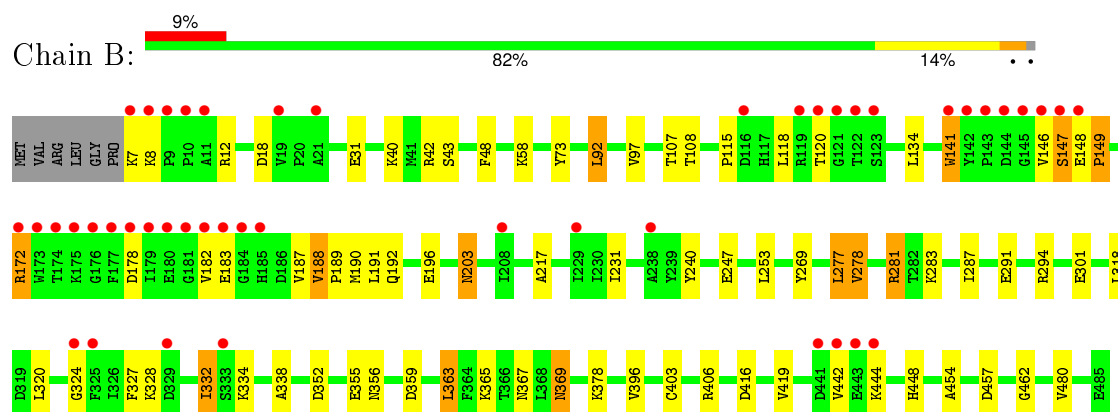 9%
Chain B:
82% 14% • •
MET VAL ARG LEU GLY PRO K7 K8 P9 P10 A11 R12 D18 V19 P20 A21 E31 K40 M41 R42 S43 F48 K58 Y73 L92 V97 T107 T108 P115 D116 H117 L118 R119 T120 G121 T122 S123 L134 W141 Y142 P143 D144 G145 V146 S147 E148 P149
R172 W173 T174 K175 G176 F177 D178 I179 E180 G181 V182 E183 G184 H185 D186 V187 V188 P189 M190 L191 Q192 E196 N203 I208 A217 I229 I230 I231 A238 Y239 Y240 E247 L253 Y269 L277 V278 R281 T282 K283 I287 E291 R294 E301 L318
D319 L320 G324 F325 I326 F327 K328 D329 I332 S333 K334 A338 D352 E355 N356 D359 L363 F364 K365 T366 N367 L368 N369 K378 V396 C403 R406 D416 V419 D441 V442 E443 K444 H448 A454 D457 G462 V480 E485